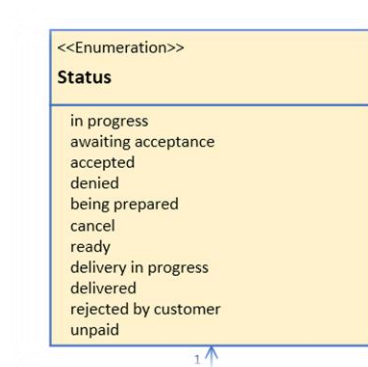 <<Enumeration>>
Status
in progress
awaiting acceptance
accepted
denied
being prepared
cancel
ready
delivery in progress
delivered
rejected by customer
unpaid
1